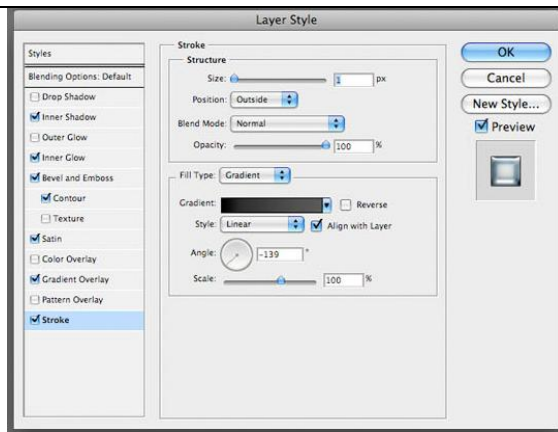 Layer Style
Styles
Blending Options: Default
Drop Shadow
Inner Shadow
Outer Glow
Inner Glow
Bevel and Emboss
Contour
Texture
Satin
Color Overlay
Gradient Overlay
Pattern Overlay
Stroke
Stroke
Structure
Size: 1 px
Position: Outside
Blend Mode: Normal
Opacity: 100 %
Fill Type: Gradient
Gradient: Reverse
Style: Linear Align with Layer
Angle: -139 °
Scale: 100 %
OK
Cancel
New Style...
Preview